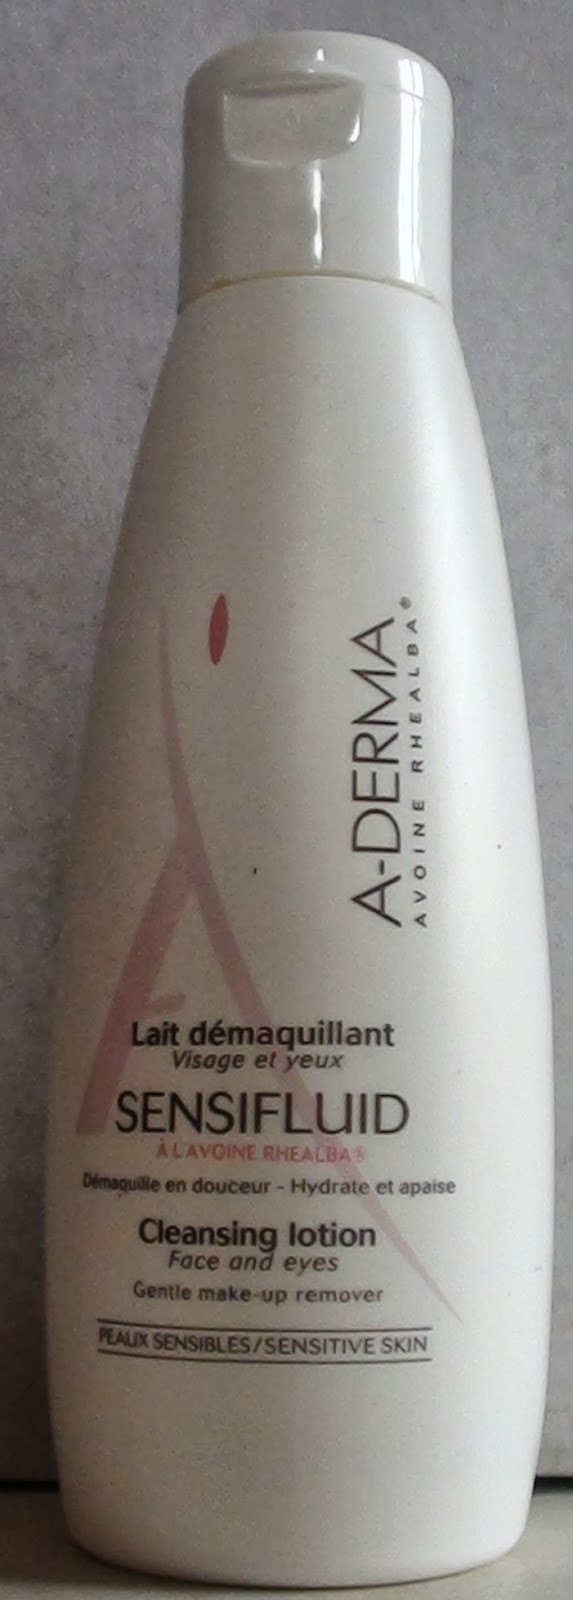 A-DERMA
AVOINE RHEALBA®
Lait démaquillant
Visage et yeux
SENSIFLUID
À L'AVOINE RHEALBA®
Démaquille en douceur - Hydrate et apaise
Cleansing lotion
Face and eyes
Gentle make-up remover
PEAUX SENSIBLES/SENSITIVE SKIN